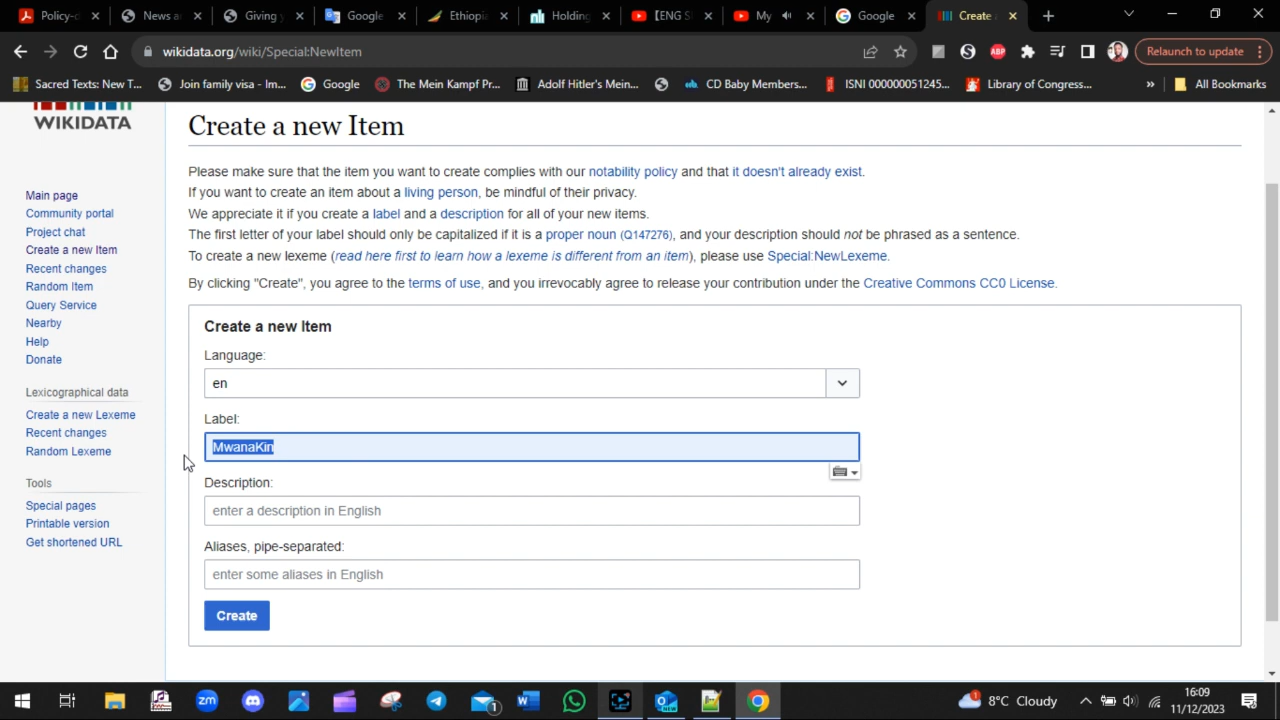 Policy-d
News a
Giving y
Google
Ethiopia
Holding
[ENG S
My
Google
Create a
wikidata.org/wiki/Special:NewItem
ABP
Relaunch to update
Sacred Texts: New T...
Join family visa - Im...
Google
The Mein Kampf Pr...
Adolf Hitler's Mein...
CD Baby Members...
ISNI 000000051245...
Library of Congress...
»
All Bookmarks
WIKIDATA
Main page
Community portal
Project chat
Create a new Item
Recent changes
Random Item
Query Service
Nearby
Help
Donate
Lexicographical data
Create a new Lexeme
Recent changes
Random Lexeme
Tools
Special pages
Printable version
Get shortened URL
Create a new Item
Please make sure that the item you want to create complies with our notability policy and that it doesn't already exist.
If you want to create an item about a living person, be mindful of their privacy.
We appreciate it if you create a label and a description for all of your new items.
The first letter of your label should only be capitalized if it is a proper noun (Q147276), and your description should not be phrased as a sentence.
To create a new lexeme (read here first to learn how a lexeme is different from an item), please use Special:NewLexeme.
By clicking "Create", you agree to the terms of use, and you irrevocably agree to release your contribution under the Creative Commons CC0 License.
Create a new Item
Language:
en
Label:
MwanaKin
Description:
enter a description in English
Aliases, pipe-separated:
enter some aliases in English
Create
zm
1
W
NEW
1
8°C Cloudy
16:09
11/12/2023